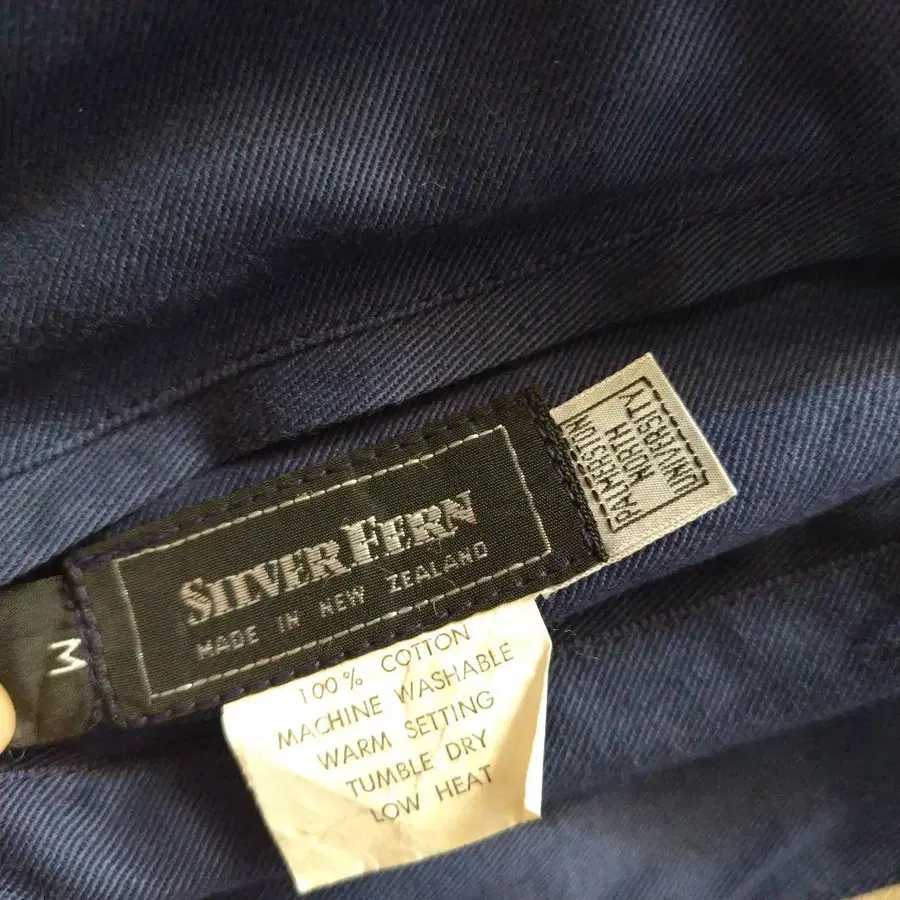 SILVER FERN
MADE IN NEW ZEALAND
M
PALMERSTON
NORTH
UNIVERSITY
100% COTTON
MACHINE WASHABLE
WARM SETTING
TUMBLE DRY
LOW HEAT